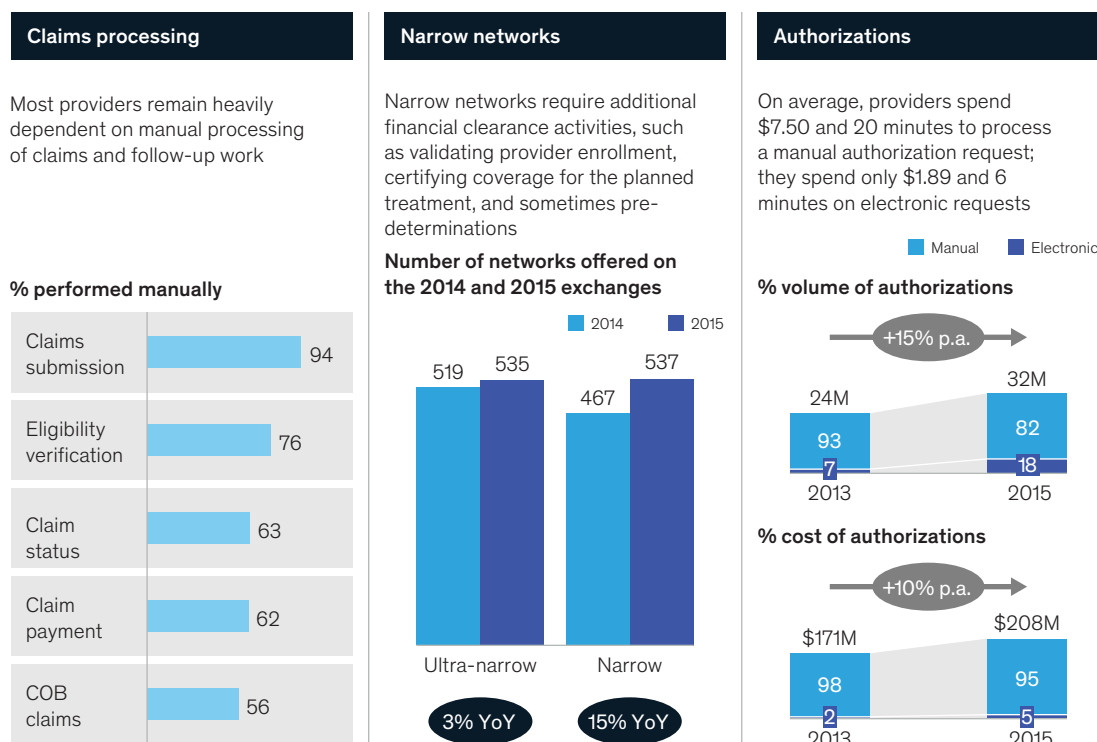 Claims processing
Most providers remain heavily
dependent on manual processing
of claims and follow-up work
% performed manually
Claims
submission
94
Eligibility
verification
76
Claim
status
63
Claim
payment
62
COB
claims
56
Narrow networks
Narrow networks require additional
financial clearance activities, such
as validating provider enrollment,
certifying coverage for the planned
treatment, and sometimes pre-
determinations
Number of networks offered on
the 2014 and 2015 exchanges
2014 2015
519 535 467 537
Ultra-narrow Narrow
3% YoY 15% YoY
Authorizations
On average, providers spend
$7.50 and 20 minutes to process
a manual authorization request;
they spend only $1.89 and 6
minutes on electronic requests
Manual Electronic
% volume of authorizations
+15% p.a.
24M 32M
93 82
7 18
2013 2015
% cost of authorizations
+10% p.a.
$171M $208M
98 95
2 5
2013 2015